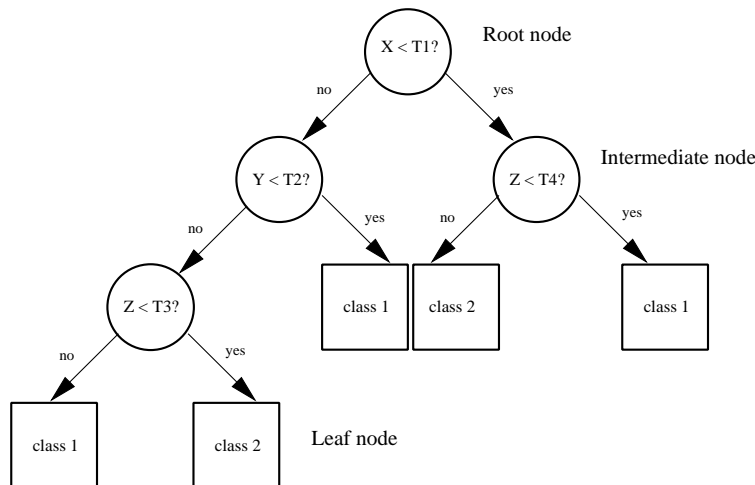 Root node
X < T1?
no
yes
Intermediate node
Y < T2?
Z < T4?
no
yes
no
yes
Z < T3?
class 1
class 2
class 1
no
yes
class 1
class 2
Leaf node